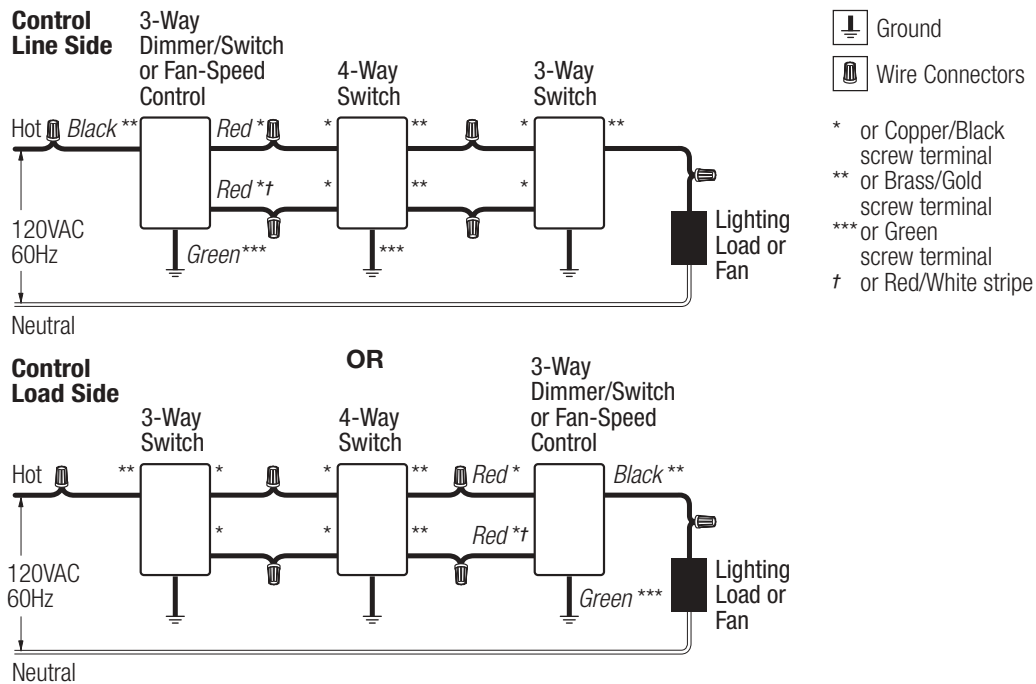 Control
Line Side
3-Way
Dimmer/Switch
or Fan-Speed
Control
4-Way
Switch
3-Way
Switch
Hot
Black **
Red *
*
**
*
**
Red *†
*
**
*
120VAC
60Hz
Green***
***
Lighting
Load or
Fan
Neutral
Ground
Wire Connectors
* or Copper/Black
screw terminal
** or Brass/Gold
screw terminal
*** or Green
screw terminal
† or Red/White stripe
OR
Control
Load Side
3-Way
Switch
4-Way
Switch
3-Way
Dimmer/Switch
or Fan-Speed
Control
Hot
**
*
*
**
Red *
Black **
*
*
**
Red *†
120VAC
60Hz
Green ***
Lighting
Load or
Fan
Neutral